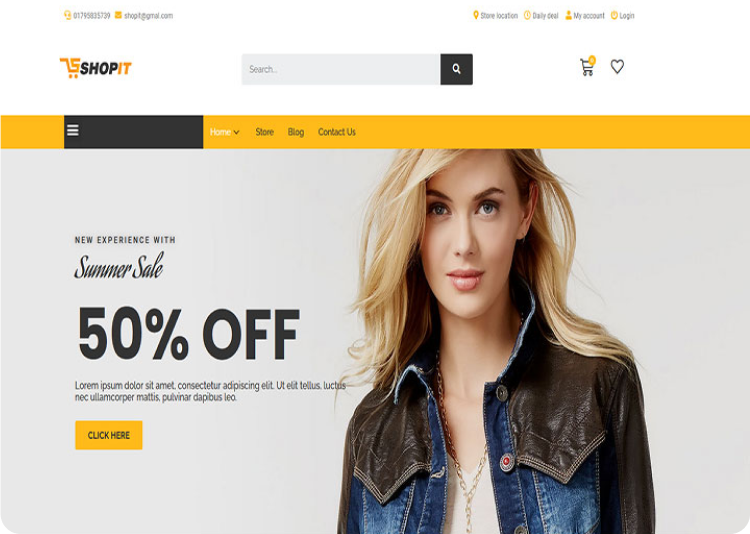 01795835739 shopit@gmal.com Store location Daily deal My account Login
SHOPIT Search.. 0
Home Store Blog Contact Us
NEW EXPERIENCE WITH
Summer Sale
50% OFF
Lorem ipsum dolor sit amet, consectetur adipiscing elit. Ut elit tellus, luctus
nec ullamcorper mattis, pulvinar dapibus leo.
CLICK HERE